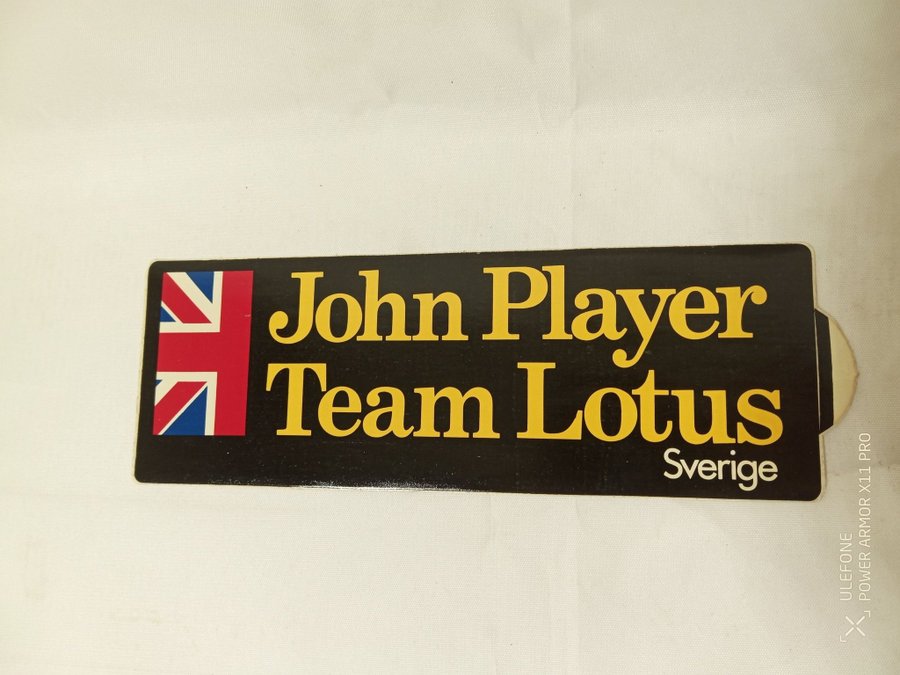 John Player
Team Lotus
Sverige
ULEFONE
POWER ARMOR X11 PRO